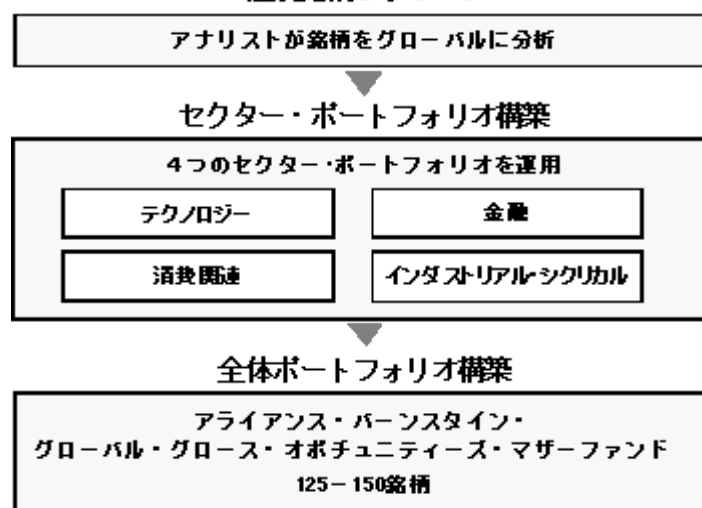 アナリストが銘柄をグローバルに分析
セクター・ポートフォリオ構築
4つのセクター・ポートフォリオを運用
テクノロジー
金融
消費関連
インダストリアル・シクリカル
全体ポートフォリオ構築
アライアンス・バーンスタイン・
グローバル・グロース・オポチュニティーズ・マザーファンド
125－150銘柄